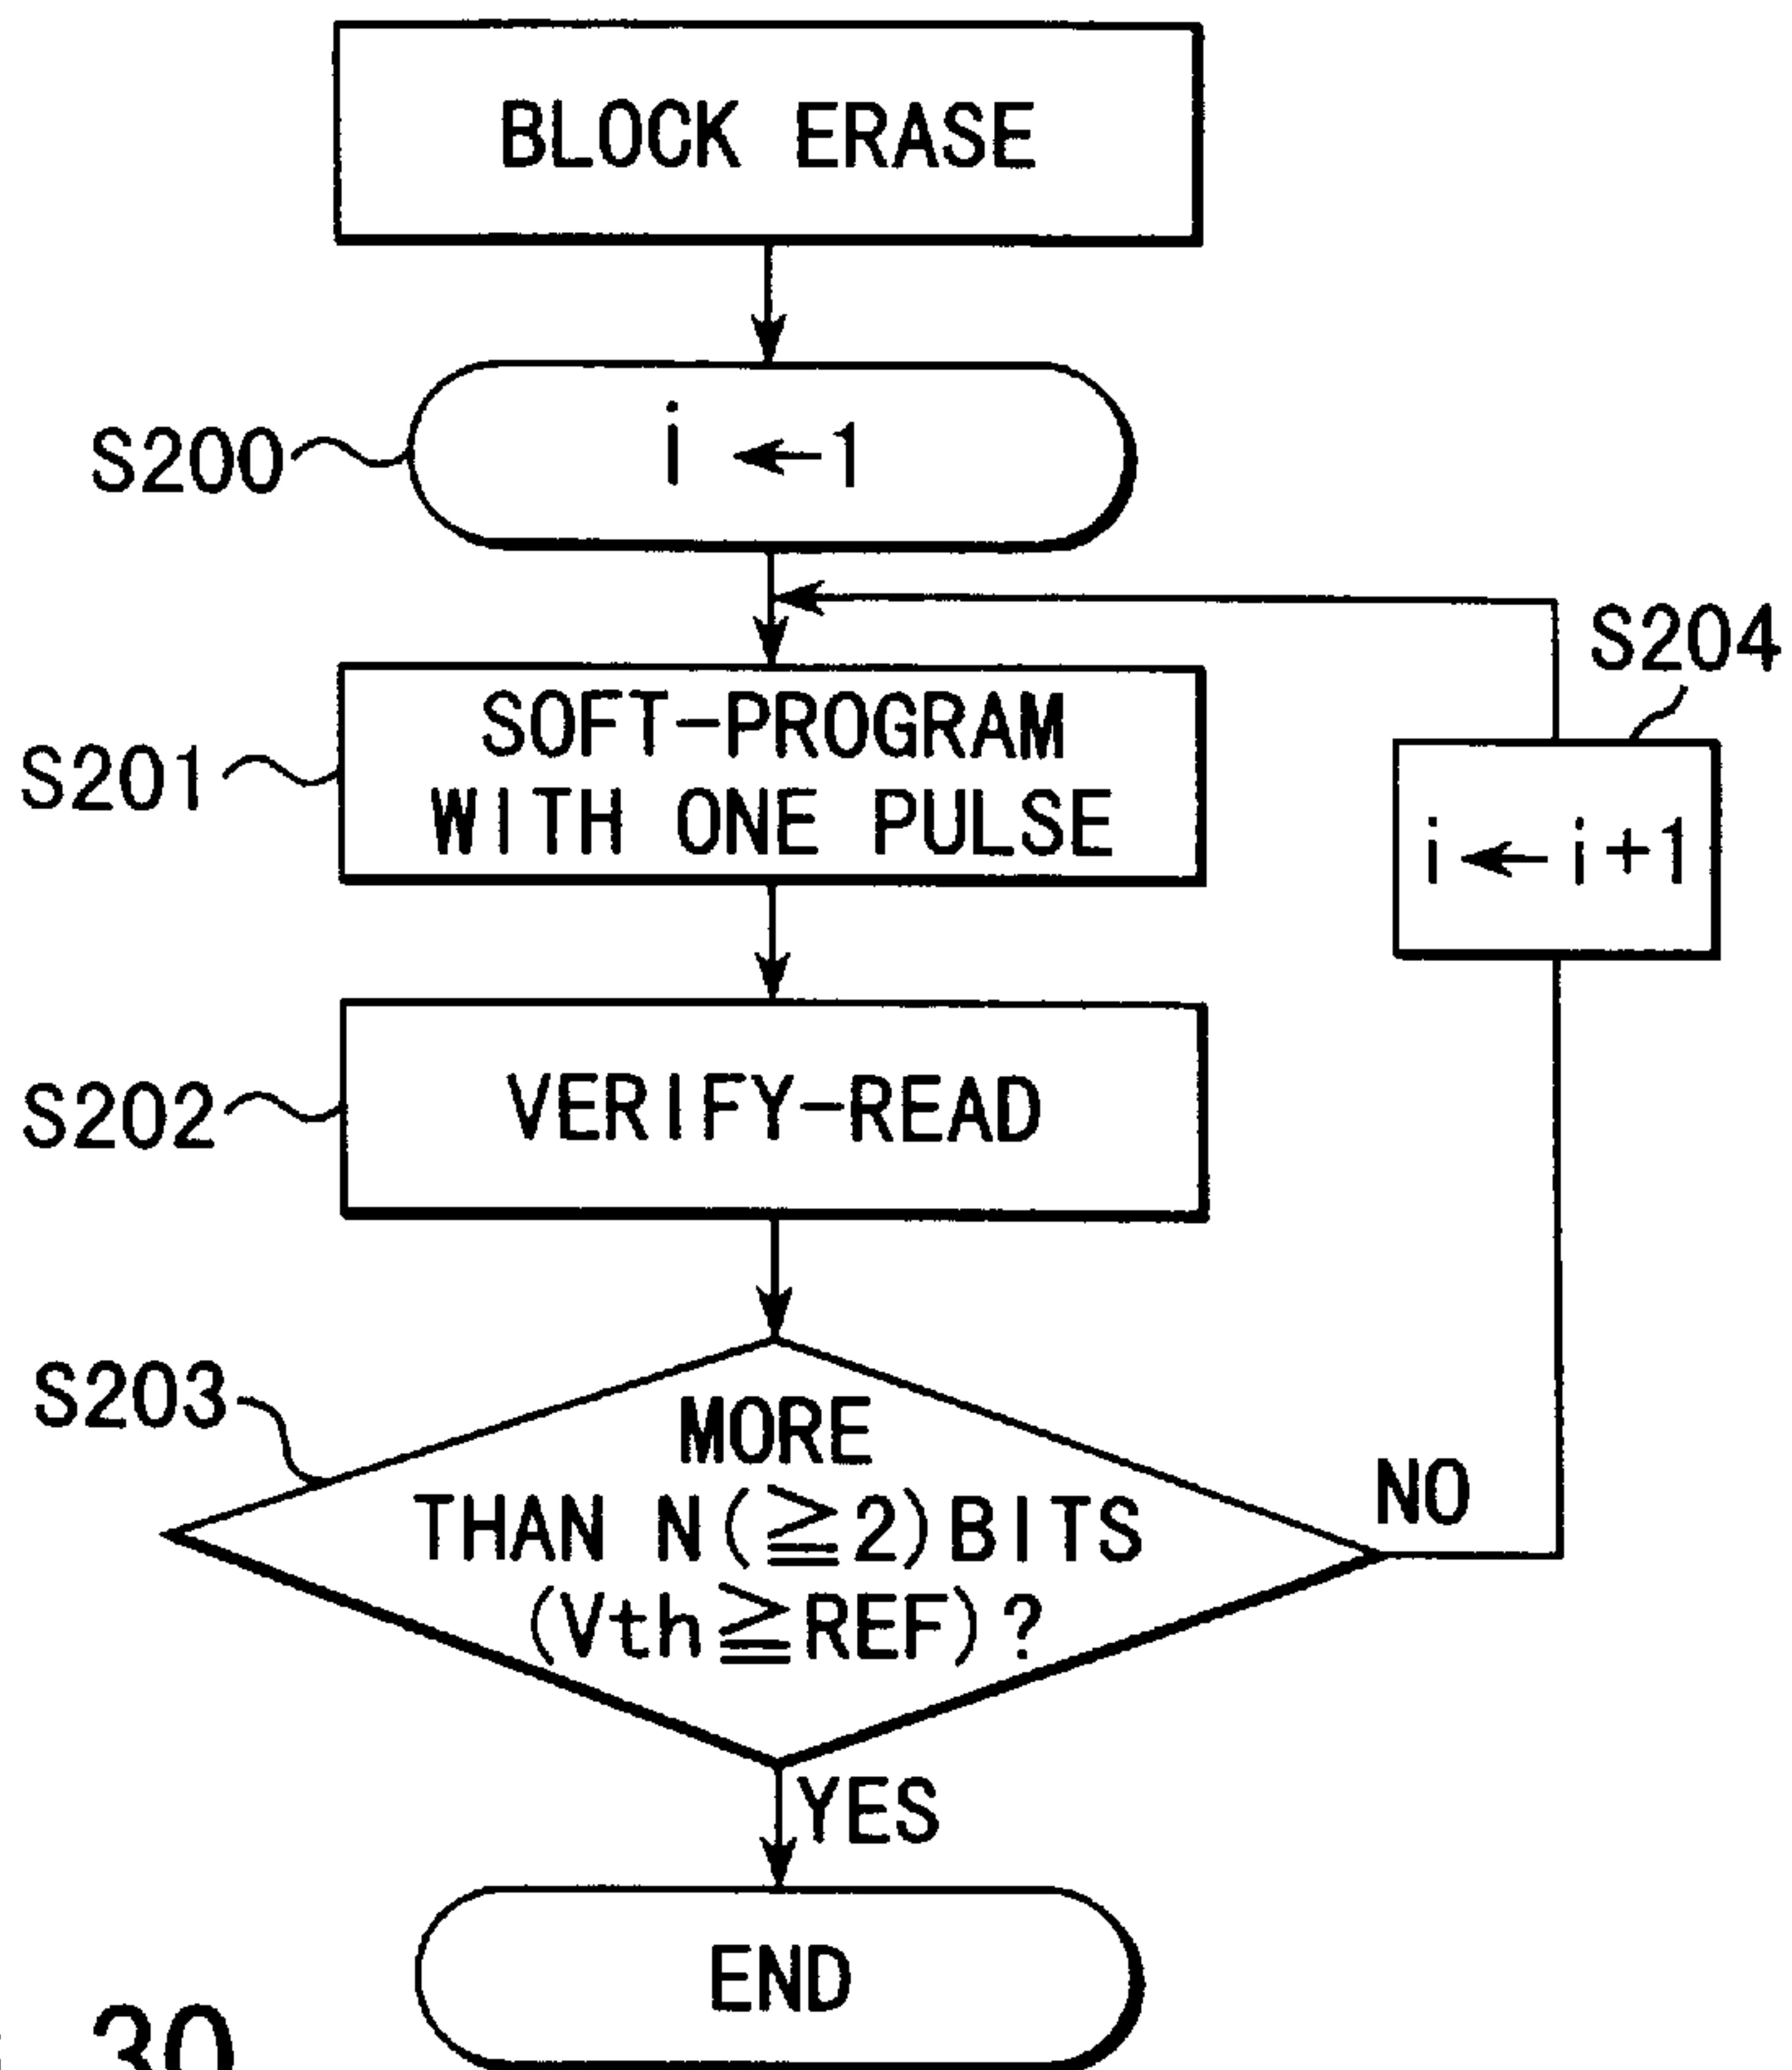 BLOCK ERASE
S200
i ←1
S204
S201
SOFT-PROGRAM
WITH ONE PULSE
i ← i+1
S202
VERIFY-READ
S203
MORE
THAN N(≧2)BITS
(Vth≧REF)?
NO
YES
END
30